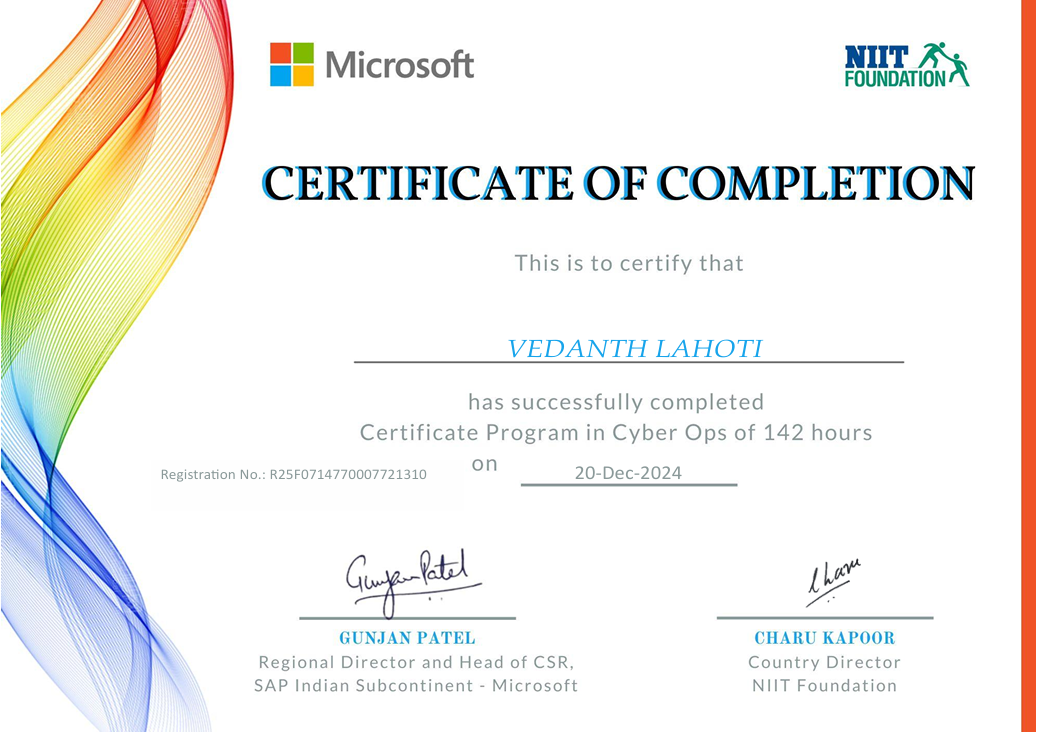 Microsoft
NIIT
FOUNDATION
CERTIFICATE OF COMPLETION
This is to certify that
VEDANTH LAHOTI
has successfully completed
Certificate Program in Cyber Ops of 142 hours
on 20-Dec-2024
Registration No.: R25F0714770007721310
Gunjan Patel
Charu
GUNJAN PATEL
Regional Director and Head of CSR,
SAP Indian Subcontinent - Microsoft
CHARU KAPOOR
Country Director
NIIT Foundation